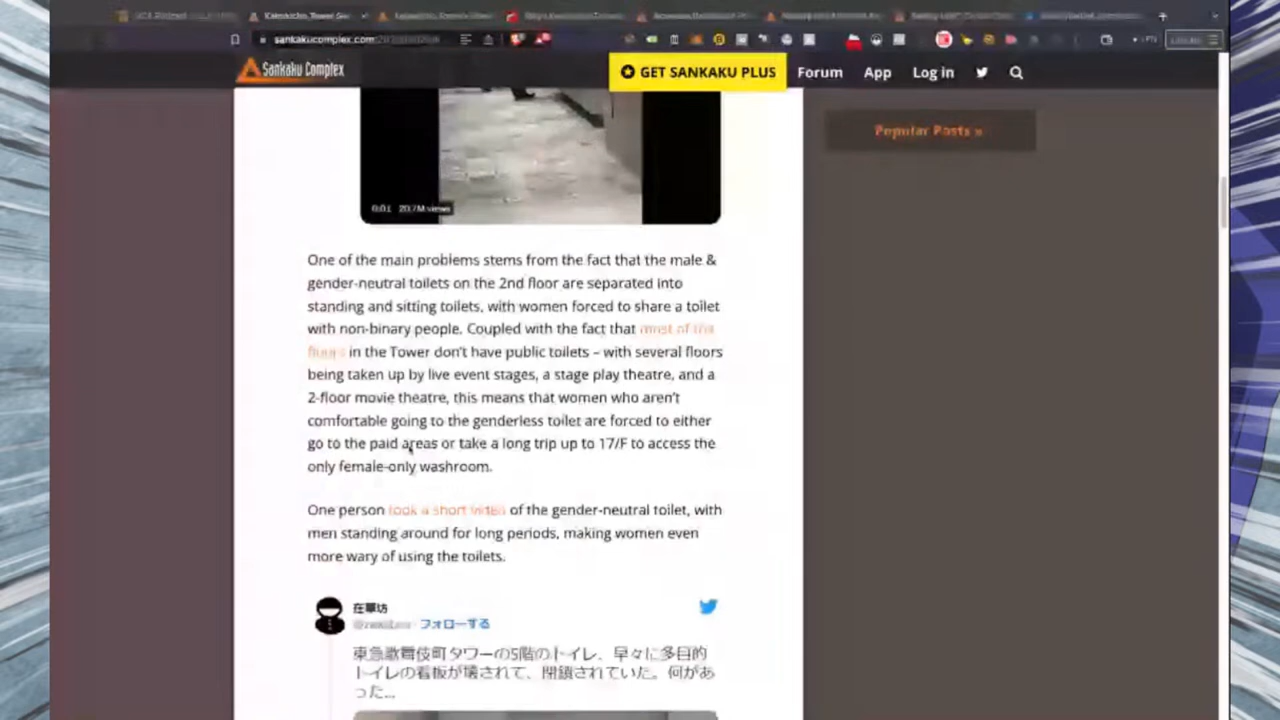 sankakucomplex.com
Sankaku Complex
GET SANKAKU PLUS
Forum
App
Log in
Popular Posts »
0:01 20.7M views
One of the main problems stems from the fact that the male &
gender-neutral toilets on the 2nd floor are separated into
standing and sitting toilets, with women forced to share a toilet
with non-binary people. Coupled with the fact that most of the
floors in the Tower don't have public toilets – with several floors
being taken up by live event stages, a stage play theatre, and a
2-floor movie theatre, this means that women who aren't
comfortable going to the genderless toilet are forced to either
go to the paid areas or take a long trip up to 17/F to access the
only female-only washroom.
One person took a short video of the gender-neutral toilet, with
men standing around for long periods, making women even
more wary of using the toilets.
在華坊
フォローする
東急歌舞伎町タワーの5階のトイレ、早々に多目的
トイレの看板が壊されて、閉鎖されていた。何があ
った...